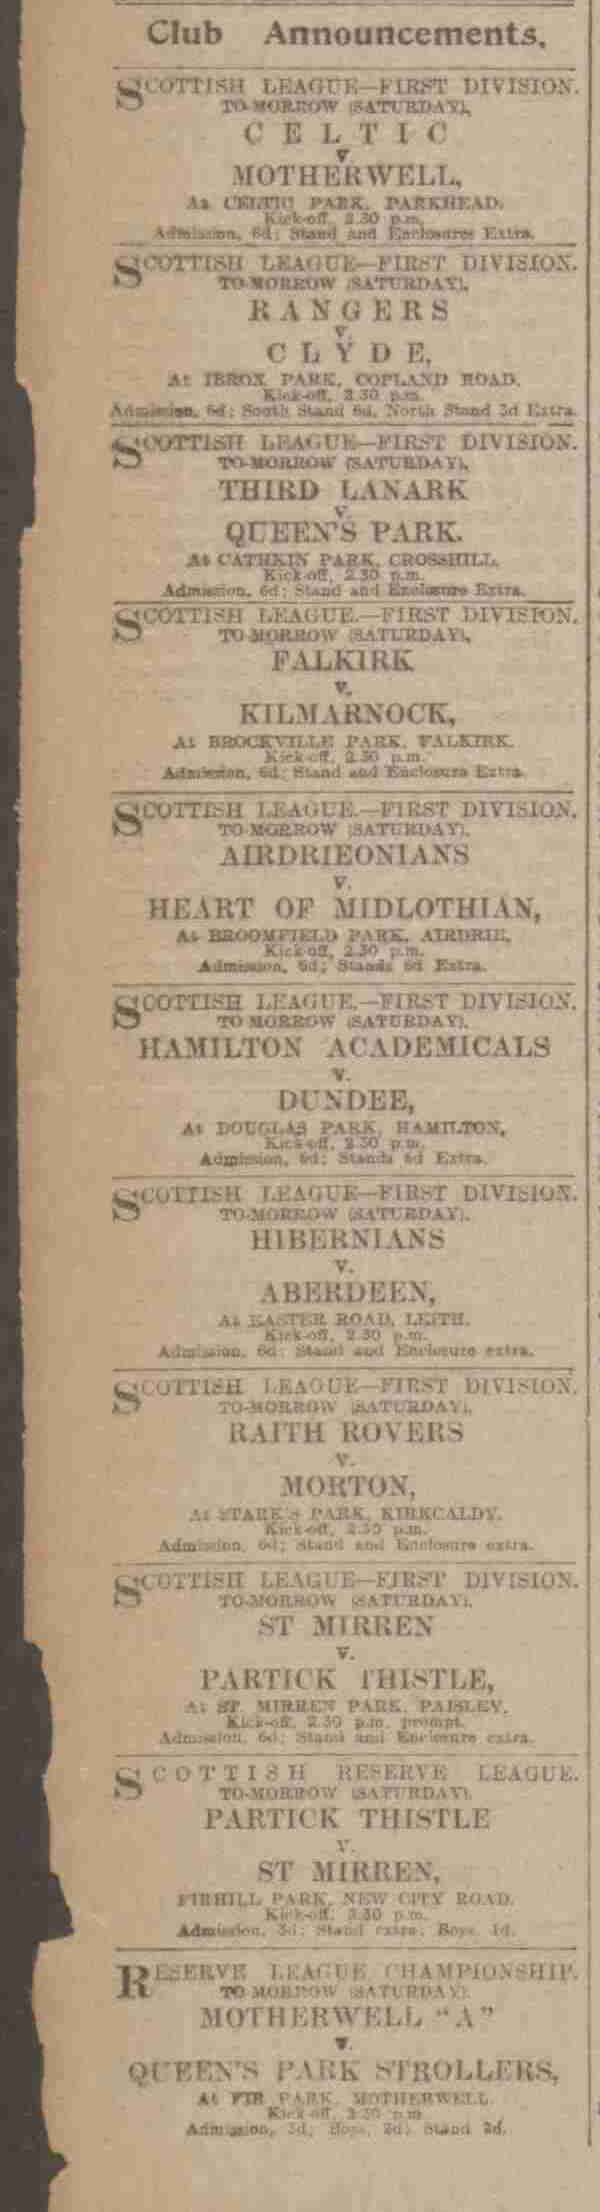 Club Announcements.
SCOTTISH LEAGUE—FIRST DIVISION.
TO-MORROW (SATURDAY),
CELTIC
v.
MOTHERWELL,
At CELTIC PARK, PARKHEAD.
Kick-off, 2.30 p.m.
Admission, 6d; Stand and Enclosures Extra.
SCOTTISH LEAGUE—FIRST DIVISION.
TO-MORROW (SATURDAY),
RANGERS
v.
CLYDE,
At IBROX PARK, COPLAND ROAD.
Kick-off, 2.30 p.m.
Admission, 6d; South Stand 6d, North Stand 3d Extra.
SCOTTISH LEAGUE—FIRST DIVISION.
TO-MORROW (SATURDAY),
THIRD LANARK
v.
QUEEN'S PARK.
At CATHKIN PARK, CROSSHILL.
Kick-off, 2.30 p.m.
Admission, 6d; Stand and Enclosure Extra.
SCOTTISH LEAGUE.—FIRST DIVISION.
TO-MORROW (SATURDAY),
FALKIRK
v.
KILMARNOCK,
At BROCKVILLE PARK, FALKIRK.
Kick-off, 2.30 p.m.
Admission, 6d; Stand and Enclosure Extra.
SCOTTISH LEAGUE.—FIRST DIVISION.
TO-MORROW (SATURDAY).
AIRDRIEONIANS
v.
HEART OF MIDLOTHIAN,
At BROOMFIELD PARK, AIRDRIE,
Kick-off, 2.30 p.m.
Admission, 6d; Stands 6d Extra.
SCOTTISH LEAGUE.—FIRST DIVISION.
TO MORROW (SATURDAY).
HAMILTON ACADEMICALS
v.
DUNDEE,
At DOUGLAS PARK, HAMILTON,
Kick-off, 2.30 p.m.
Admission, 6d; Stands 6d Extra.
SCOTTISH LEAGUE—FIRST DIVISION.
TO-MORROW (SATURDAY).
HIBERNIANS
v.
ABERDEEN,
At EASTER ROAD, LEITH.
Kick-off, 2.30 p.m.
Admission, 6d; Stand and Enclosure extra.
SCOTTISH LEAGUE—FIRST DIVISION.
TO-MORROW (SATURDAY),
RAITH ROVERS
v.
MORTON,
At STARK'S PARK, KIRKCALDY.
Kick-off, 2.30 p.m.
Admission, 6d; Stand and Enclosure extra.
SCOTTISH LEAGUE—FIRST DIVISION.
TO-MORROW (SATURDAY),
ST MIRREN
v.
PARTICK THISTLE,
At ST. MIRREN PARK, PAISLEY.
Kick-off, 2.30 p.m. prompt.
Admission, 6d; Stand and Enclosure extra.
SCOTTISH RESERVE LEAGUE.
TO-MORROW (SATURDAY),
PARTICK THISTLE
v.
ST MIRREN,
FIRHILL PARK, NEW CITY ROAD.
Kick-off, 2.30 p.m.
Admission, 3d; Stand extra; Boys, 1d.
RESERVE LEAGUE CHAMPIONSHIP.
TO-MORROW (SATURDAY).
MOTHERWELL "A"
v.
QUEEN'S PARK STROLLERS,
At FIR PARK, MOTHERWELL.
Kick-off, 2.30 p.m.
Admission, 3d; Boys, 2d; Stand 2d.